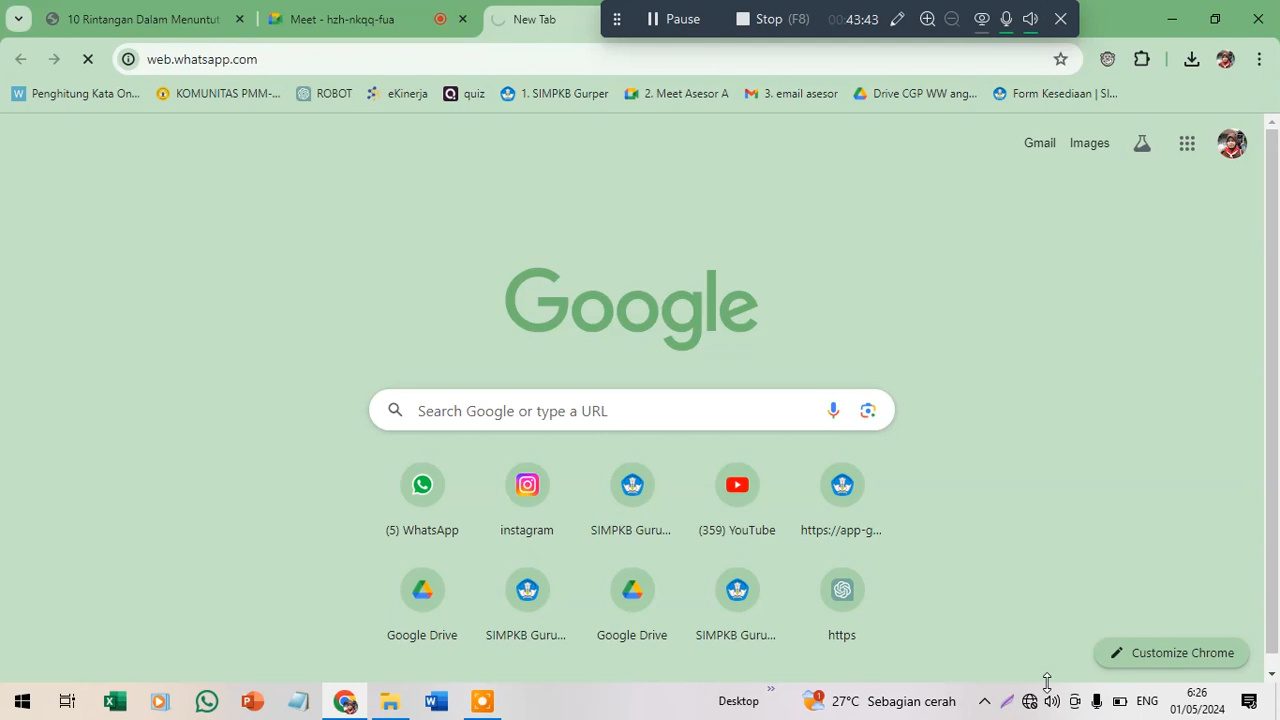 10 Rintangan Dalam Menuntut
Meet - hzh-nkqq-fua
New Tab
Pause
Stop (F8)
00:43:43
web.whatsapp.com
Penghitung Kata On...
KOMUNITAS PMM-...
ROBOT
eKinerja
quiz
1. SIMPKB Gurper
2. Meet Asesor A
3. email asesor
Drive CGP WW ang...
Form Kesediaan | SI...
Gmail
Images
Google
Search Google or type a URL
(5) WhatsApp
instagram
SIMPKB Guru...
(359) YouTube
https://app-g...
Google Drive
SIMPKB Guru...
Google Drive
SIMPKB Guru...
https
Customize Chrome
Desktop
1
27°C Sebagian cerah
ENG
6:26
01/05/2024